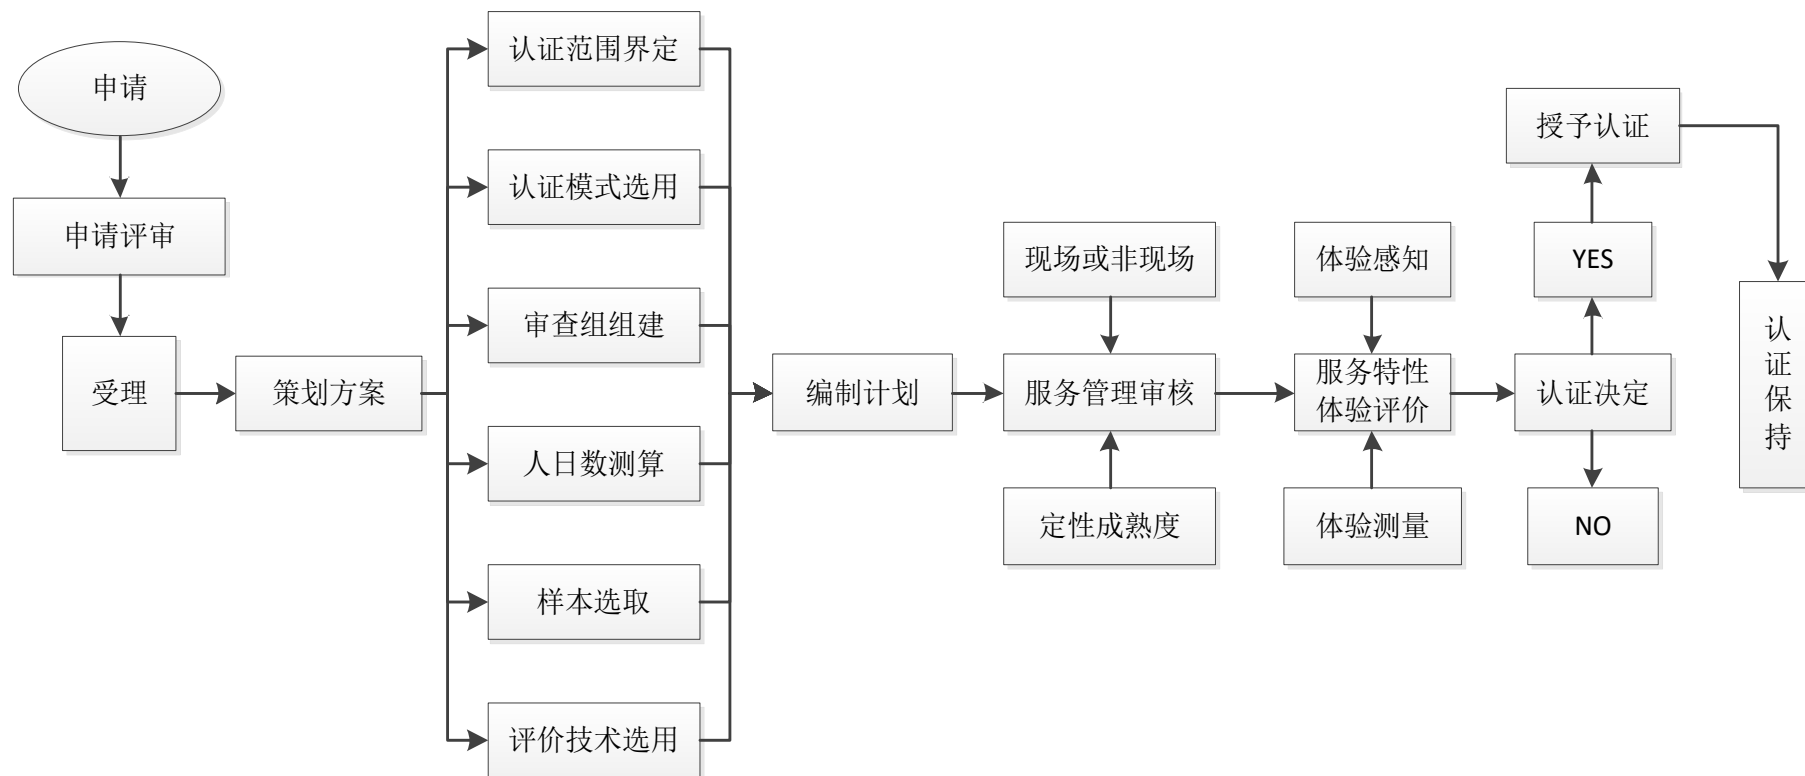 申请
申请评审
受理
策划方案
认证范围界定
认证模式选用
审查组组建
人日数测算
样本选取
评价技术选用
编制计划
现场或非现场
服务管理审核
定性成熟度
体验感知
服务特性
体验评价
体验测量
授予认证
YES
认证决定
NO
认
证
保
持